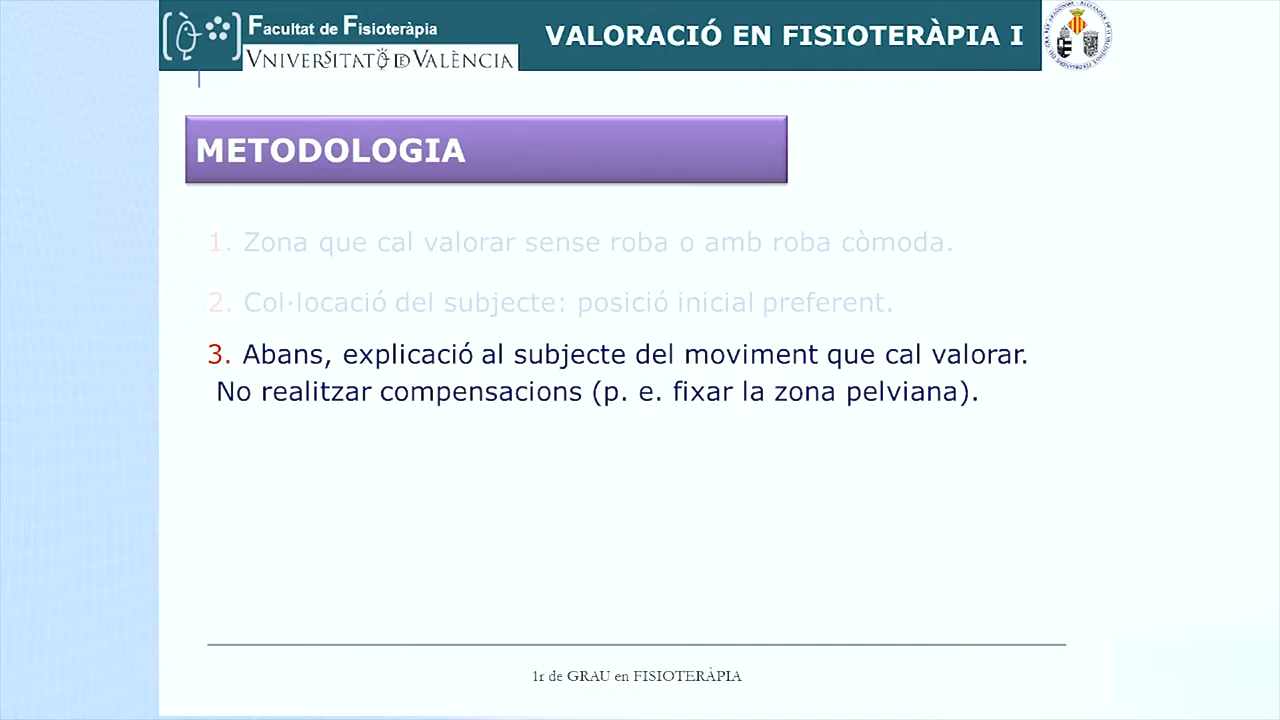 Facultat de Fisioteràpia
VNIVERSITAT DE VALÈNCIA
VALORACIÓ EN FISIOTERÀPIA I
METODOLOGIA
1. Zona que cal valorar sense roba o amb roba còmoda.
2. Col·locació del subjecte: posició inicial preferent.
3. Abans, explicació al subjecte del moviment que cal valorar.
No realitzar compensacions (p. e. fixar la zona pelviana).
1r de GRAU en FISIOTERÀPIA